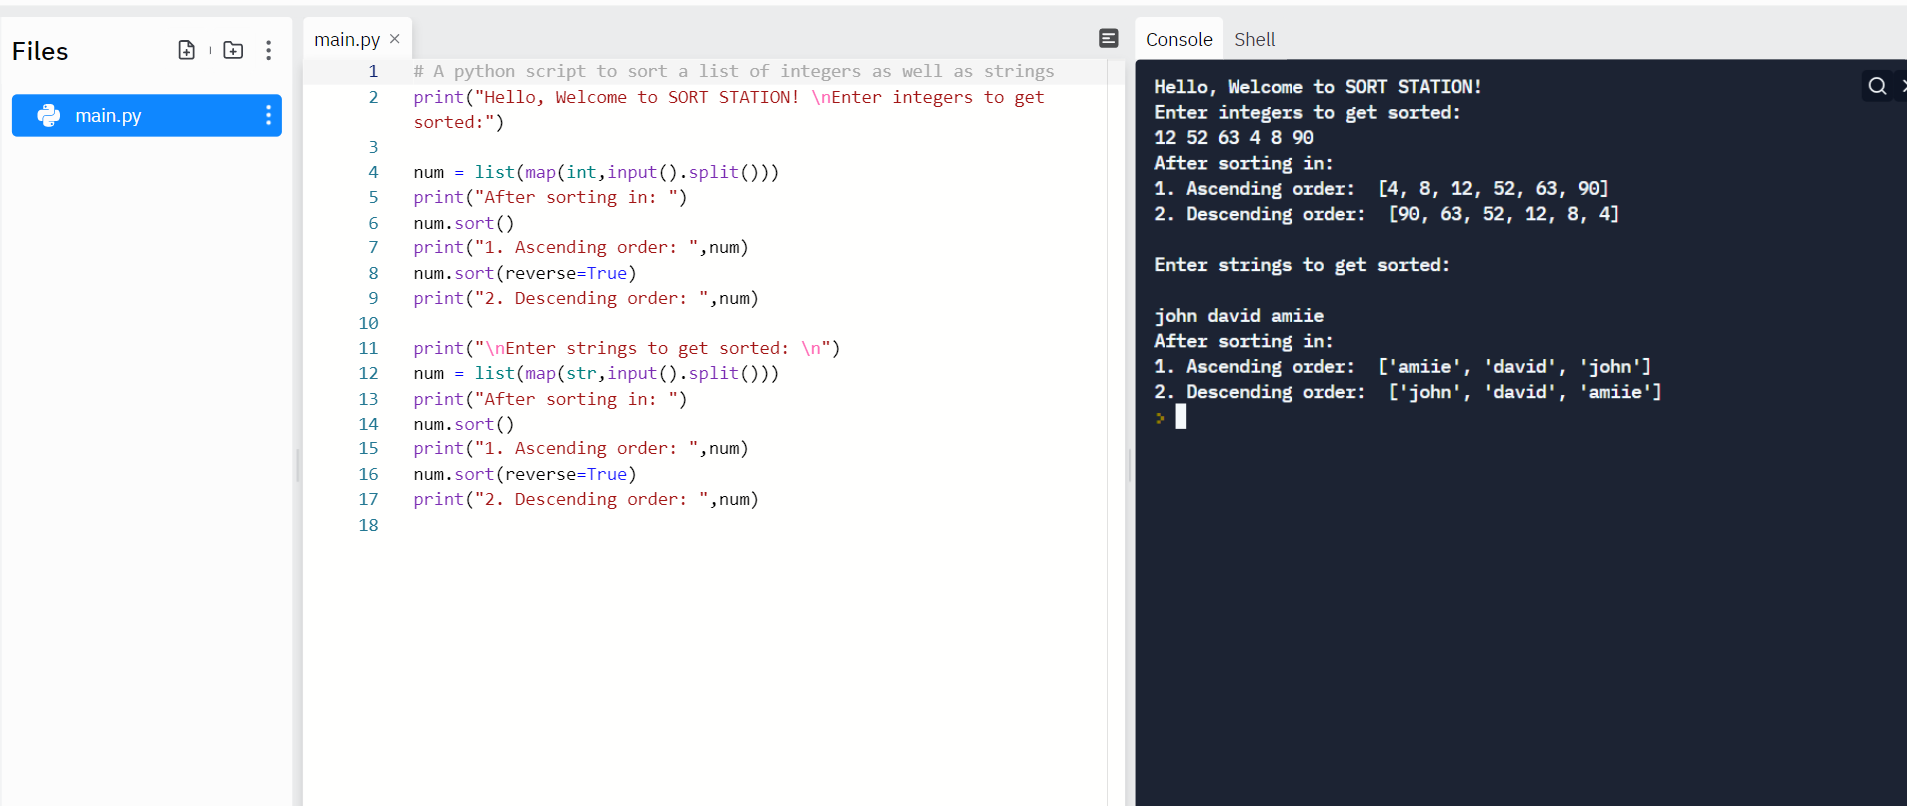 Files
main.py
main.py ×
1 # A python script to sort a list of integers as well as strings
2 print("Hello, Welcome to SORT STATION! \nEnter integers to get
sorted:")
3
4 num = list(map(int,input().split()))
5 print("After sorting in: ")
6 num.sort()
7 print("1. Ascending order: ",num)
8 num.sort(reverse=True)
9 print("2. Descending order: ",num)
10
11 print("\nEnter strings to get sorted: \n")
12 num = list(map(str,input().split()))
13 print("After sorting in: ")
14 num.sort()
15 print("1. Ascending order: ",num)
16 num.sort(reverse=True)
17 print("2. Descending order: ",num)
18
Console Shell
Hello, Welcome to SORT STATION!
Enter integers to get sorted:
12 52 63 4 8 90
After sorting in:
1. Ascending order:  [4, 8, 12, 52, 63, 90]
2. Descending order:  [90, 63, 52, 12, 8, 4]
Enter strings to get sorted:
john david amiie
After sorting in:
1. Ascending order:  ['amiie', 'david', 'john']
2. Descending order:  ['john', 'david', 'amiie']